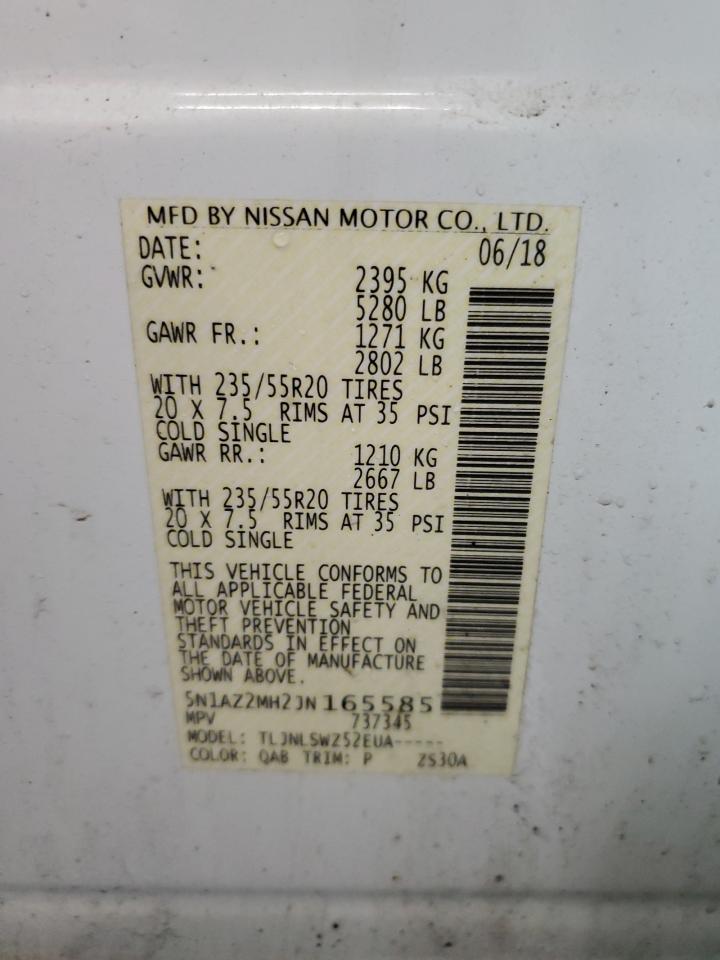 MFD BY NISSAN MOTOR CO., LTD.
DATE: 06/18
GVWR: 2395 KG
5280 LB
GAWR FR.: 1271 KG
2802 LB
WITH 235/55R20 TIRES
20 X 7.5 RIMS AT 35 PSI
COLD SINGLE
GAWR RR.: 1210 KG
2667 LB
WITH 235/55R20 TIRES
20 X 7.5 RIMS AT 35 PSI
COLD SINGLE
THIS VEHICLE CONFORMS TO
ALL APPLICABLE FEDERAL
MOTOR VEHICLE SAFETY AND
THEFT PREVENTION
STANDARDS IN EFFECT ON
THE DATE OF MANUFACTURE
SHOWN ABOVE.
5N1AZ2MH2JN165585
MPV 737345
MODEL: TLJNLSWZ52EUA-----
COLOR: QAB TRIM: P ZS30A